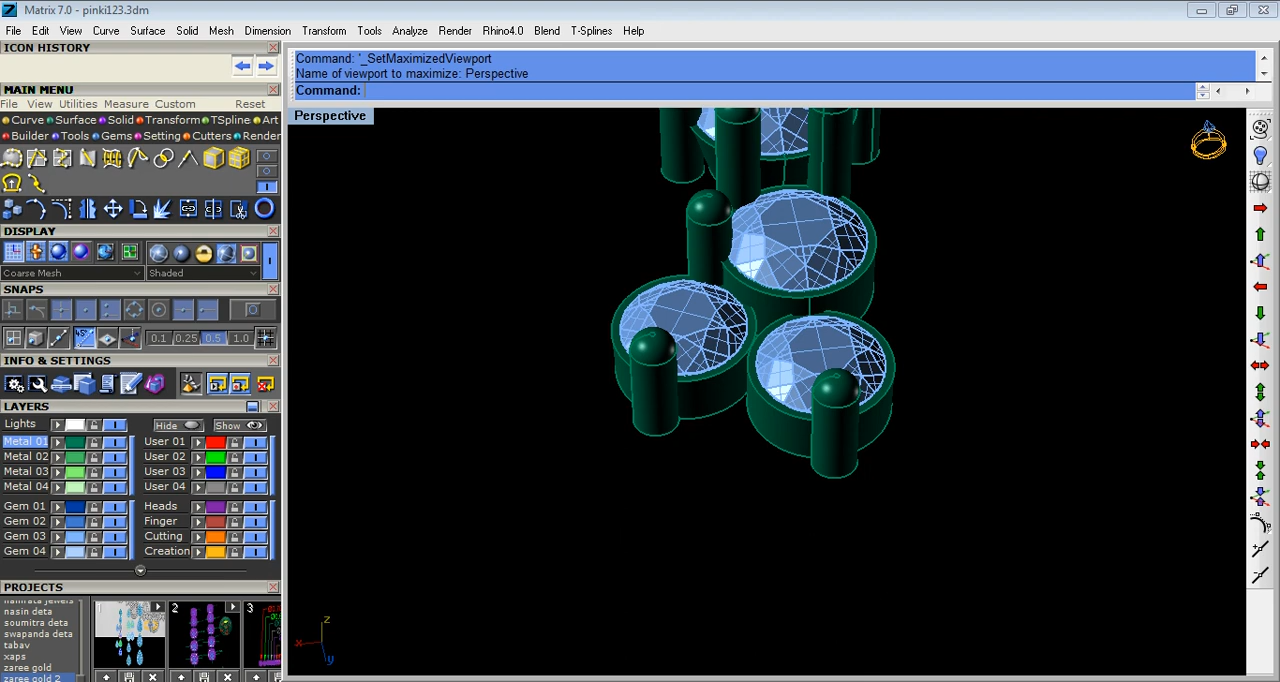 Matrix 7.0 - pinki123.3dm
File Edit View Curve Surface Solid Mesh Dimension Transform Tools Analyze Render Rhino4.0 Blend T-Splines Help
ICON HISTORY
MAIN MENU
File View Utilities Measure Custom Reset
Curve Surface Solid Transform TSpline Art
Builder Tools Gems Setting Cutters Render
DISPLAY
Coarse Mesh Shaded
SNAPS
45°
0.1 0.25 0.5 1.0
INFO & SETTINGS
LAYERS
Lights Hide Show
Metal 01 User 01
Metal 02 User 02
Metal 03 User 03
Metal 04 User 04
Gem 01 Heads
Gem 02 Finger
Gem 03 Cutting
Gem 04 Creation
PROJECTS
namrata jewels
nasin deta
soumitra deta
swapanda deta
tabav
xaps
zaree gold
zaree gold 2
1 2 3
Command: '_SetMaximizedViewport
Name of viewport to maximize: Perspective
Command:
Perspective
z
x
y